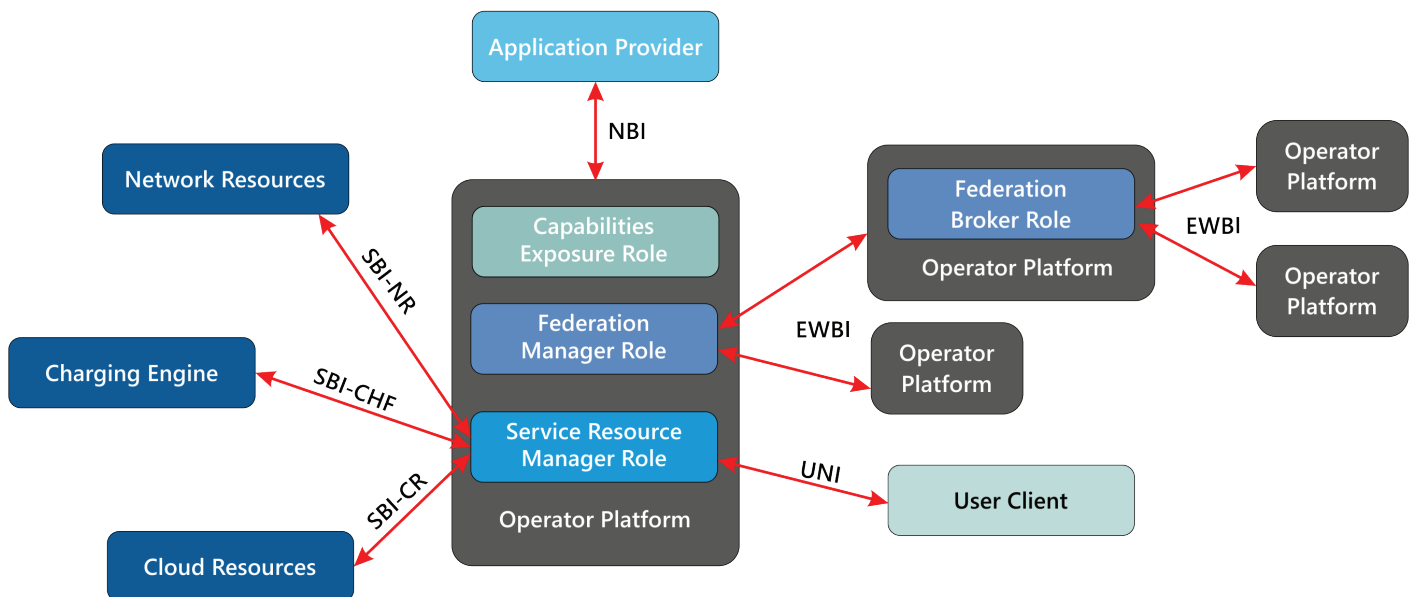 Application Provider
NBI
Network Resources
SBI-NR
Charging Engine
SBI-CHF
Cloud Resources
SBI-CR
Capabilities
Exposure Role
Federation
Manager Role
Service Resource
Manager Role
Operator Platform
Federation
Broker Role
Operator Platform
EWBI
Operator
Platform
Operator
Platform
EWBI
Operator
Platform
UNI
User Client